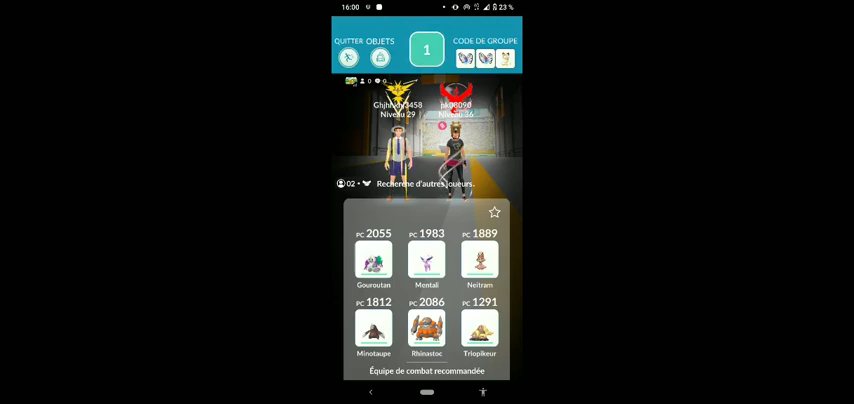 16:00 23 %
QUITTER OBJETS 1 CODE DE GROUPE
0 0
Ghjhfkhj3458 pk08090
Niveau 29 Niveau 36
02 • Recherche d'autres joueurs.
PC 2055 PC 1983 PC 1889
Gouroutan Mentali Neitram
PC 1812 PC 2086 PC 1291
Minotaupe Rhinastoc Triopikeur
Équipe de combat recommandée